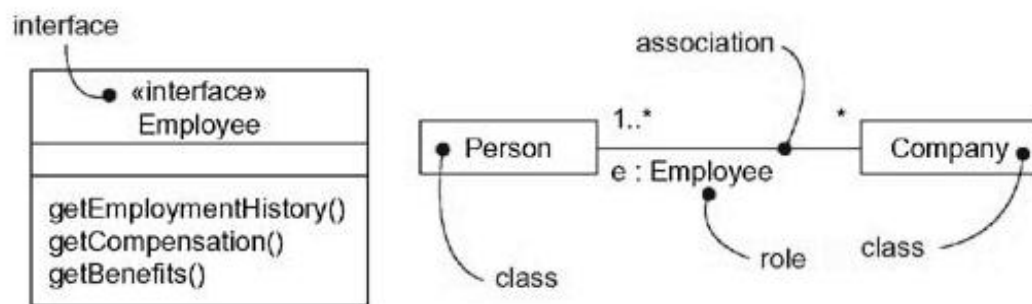 interface
«interface»
Employee
getEmploymentHistory()
getCompensation()
getBenefits()
association
1..*
*
Person
Company
e : Employee
class
role
class